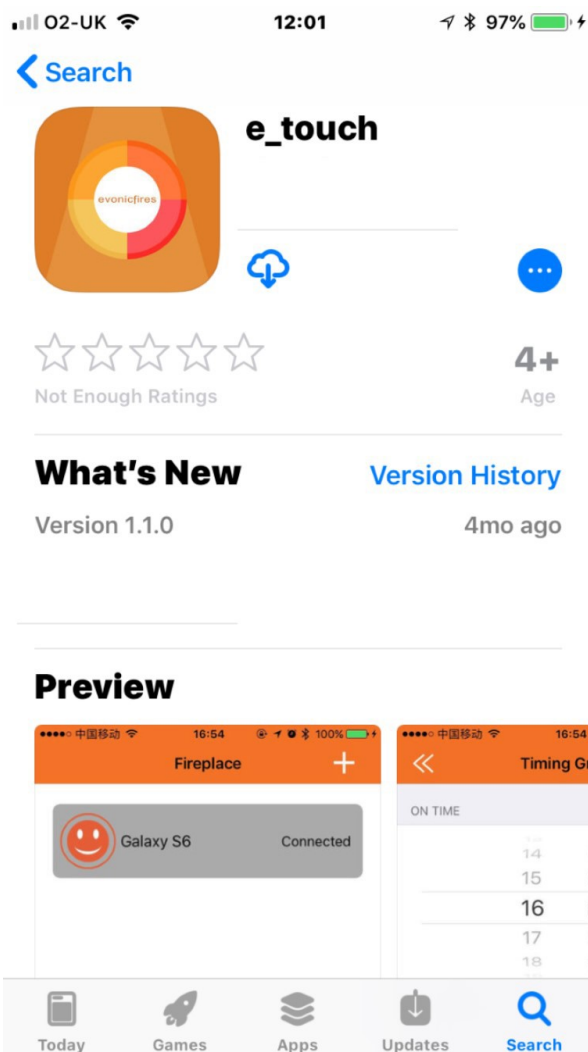 O2-UK 12:01 97%
Search
e_touch
evonicfires
Not Enough Ratings
4+
Age
What's New Version History
Version 1.1.0 4mo ago
Preview
中国移动 16:54 100%
Fireplace +
Galaxy S6 Connected
中国移动 16:54
Timing Gr
ON TIME
14
15
16
17
18
Today Games Apps Updates Search